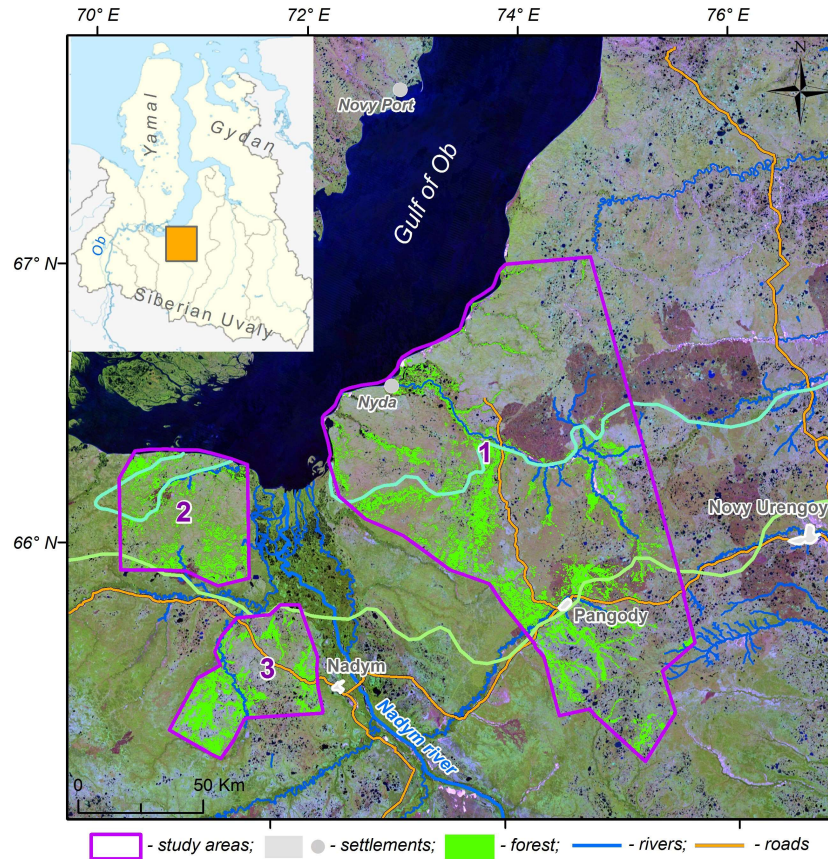 70° E 72° E 74° E 76° E
N
Novy Port
Yamal
Gydan
Gulf of Ob
67° N
Ob
Siberian Uvaly
Nyda
1
2
Novy Urengoy
66° N
Pangody
3
Nadym
Nadym river
0 50 Km
- study areas; - settlements; - forest; - rivers; - roads